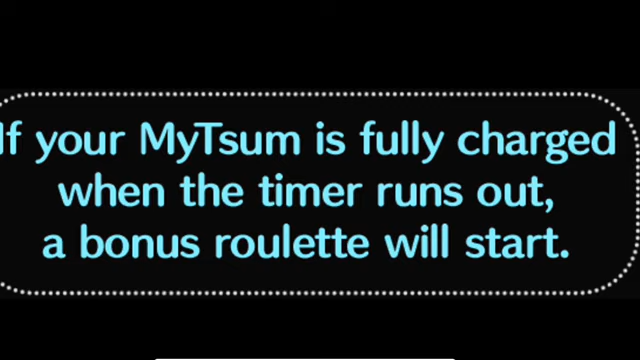 If your MyTsum is fully charged
when the timer runs out,
a bonus roulette will start.